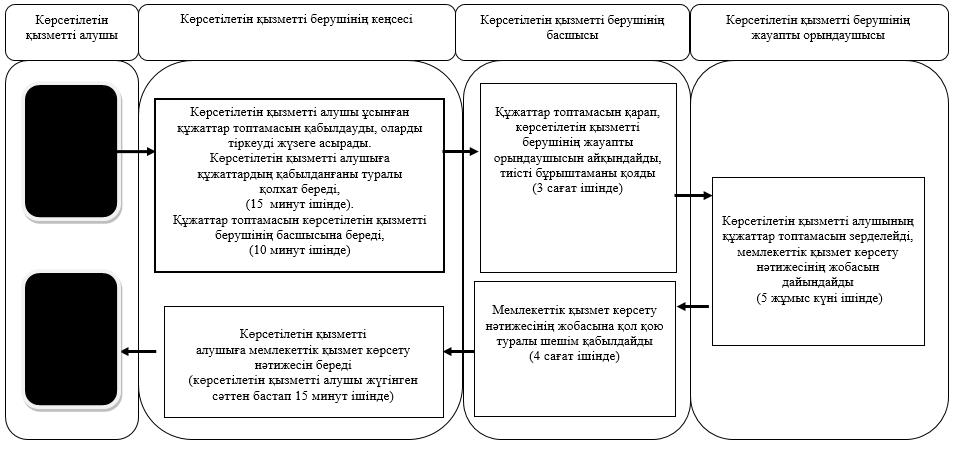 Көрсетілетін
қызметті алушы
Көрсетілетін қызметті берушінің кеңсесі
Көрсетілетін қызметті берушінің
басшысы
Көрсетілетін қызметті берушінің
жауапты орындаушысы
Көрсетілетін қызметті алушы ұсынған
құжаттар топтамасын қабылдауды, оларды
тіркеуді жүзеге асырады.
Көрсетілетін қызметті алушыға
құжаттардың қабылданғаны туралы
қолхат береді,
(15 минут ішінде).
Құжаттар топтамасын көрсетілетін қызметті
берушінің басшысына береді,
(10 минут ішінде)
Құжаттар топтамасын қарап,
көрсетілетін қызметті
берушінің жауапты
орындаушысын айқындайды,
тиісті бұрыштаманы қояды
(3 сағат ішінде)
Көрсетілетін қызметті алушының
құжаттар топтамасын зерделейді,
мемлекеттік қызмет көрсету
нәтижесінің жобасын
дайындайды
(5 жұмыс күні ішінде)
Мемлекеттік қызмет көрсету
нәтижесінің жобасына қол қою
туралы шешім қабылдайды
(4 сағат ішінде)
Көрсетілетін қызметті
алушыға мемлекеттік қызмет көрсету
нәтижесін береді
(көрсетілетін қызметті алушы жүгінген
сәттен бастап 15 минут ішінде)